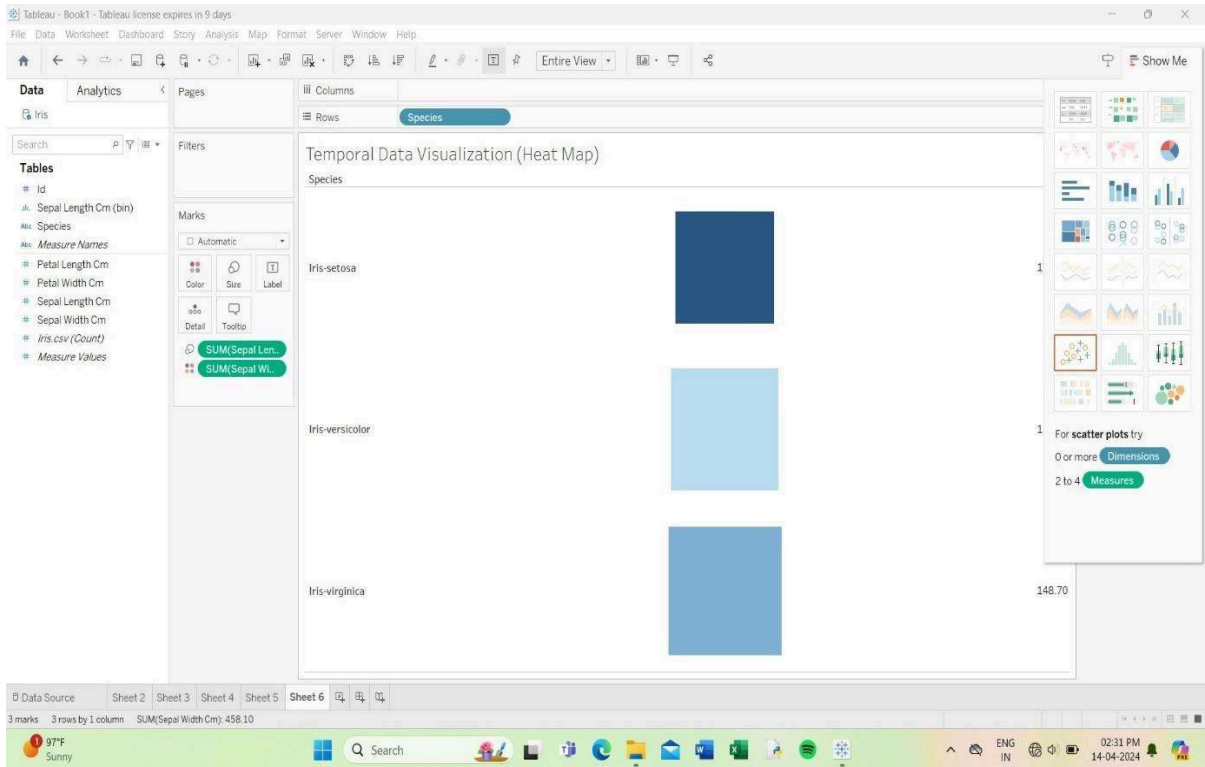 Tableau - Book1 - Tableau license expires in 9 days
File Data Worksheet Dashboard Story Analysis Map Format Server Window Help
Entire View
Show Me
Data Analytics
Iris
Search
Tables
# Id
Sepal Length Cm (bin)
Abc Species
Abc Measure Names
# Petal Length Cm
# Petal Width Cm
# Sepal Length Cm
# Sepal Width Cm
# Iris.csv (Count)
# Measure Values
Pages
Filters
Marks
Automatic
Color Size Label
Detail Tooltip
SUM(Sepal Len..
SUM(Sepal Wi..
Columns
Rows Species
Temporal Data Visualization (Heat Map)
Species
Iris-setosa 1
Iris-versicolor 1
Iris-virginica 148.70
For scatter plots try
0 or more Dimensions
2 to 4 Measures
Data Source Sheet 2 Sheet 3 Sheet 4 Sheet 5 Sheet 6
3 marks 3 rows by 1 column SUM(Sepal Width Cm): 458.10
1 97°F
Sunny
Search
ENG
IN
02:31 PM
14-04-2024